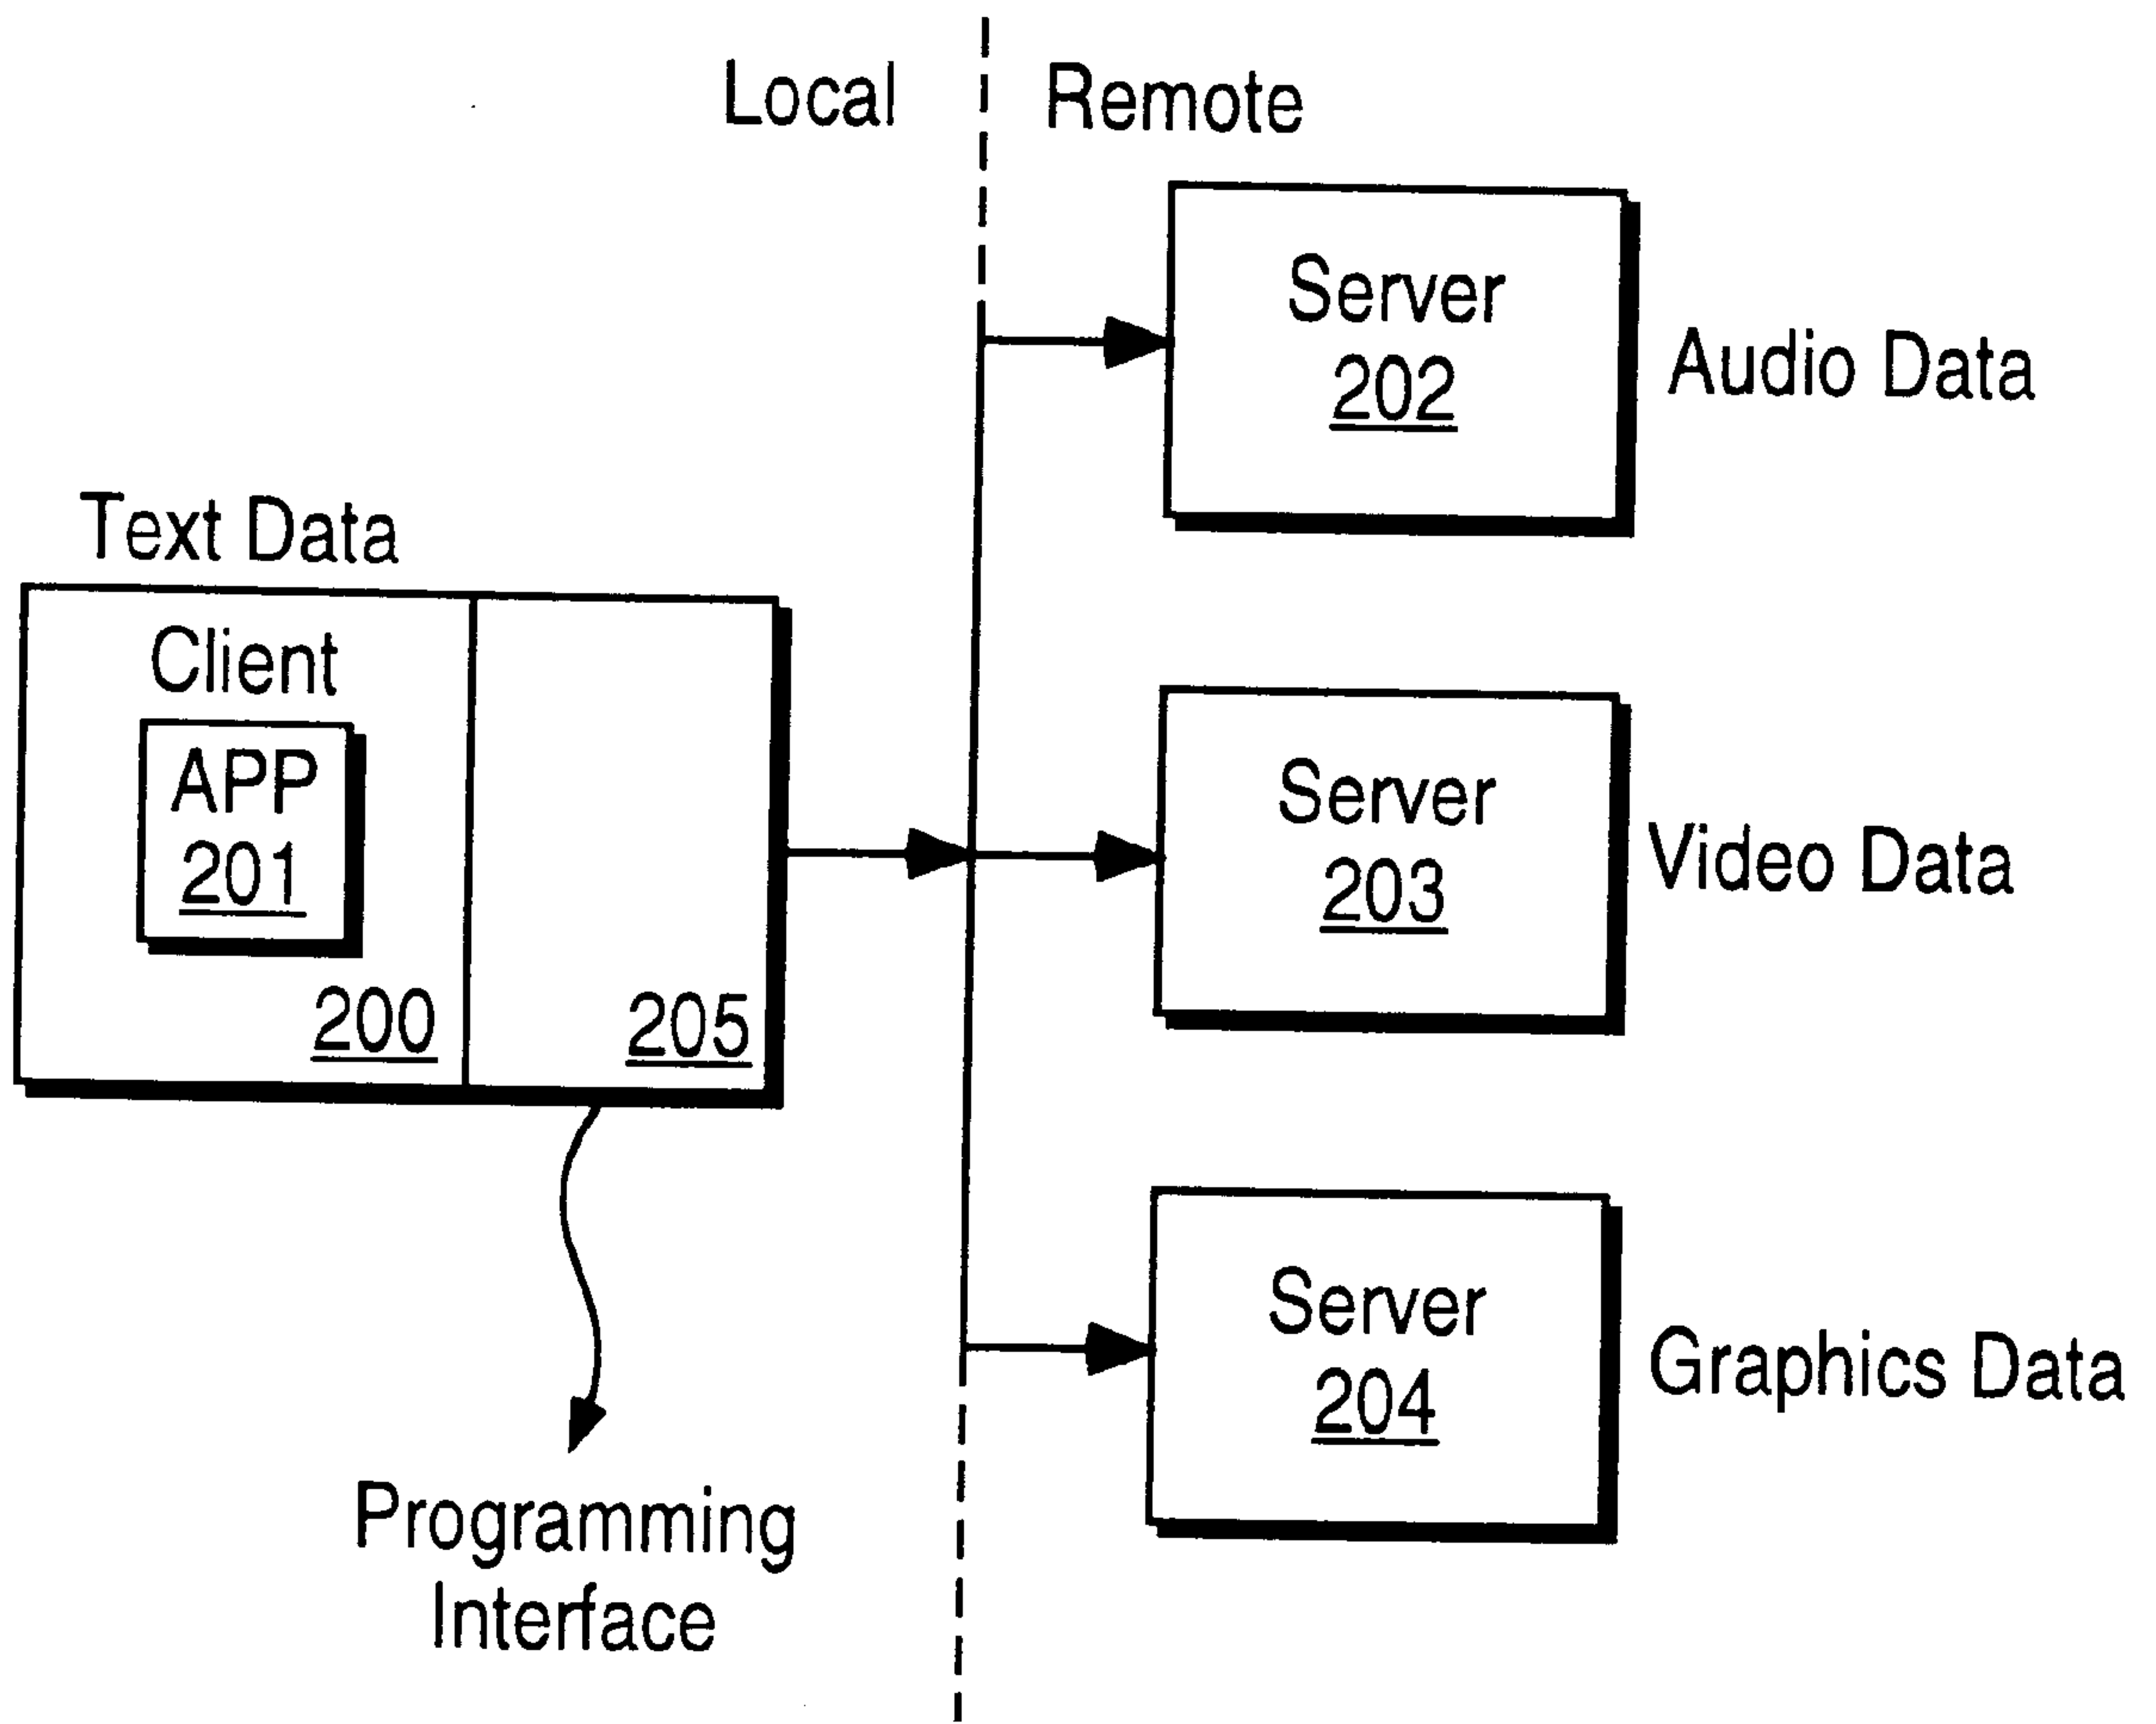 Local
Remote
Server
202
Audio Data
Text Data
Client
APP
201
200
205
Server
203
Video Data
Server
204
Graphics Data
Programming
Interface